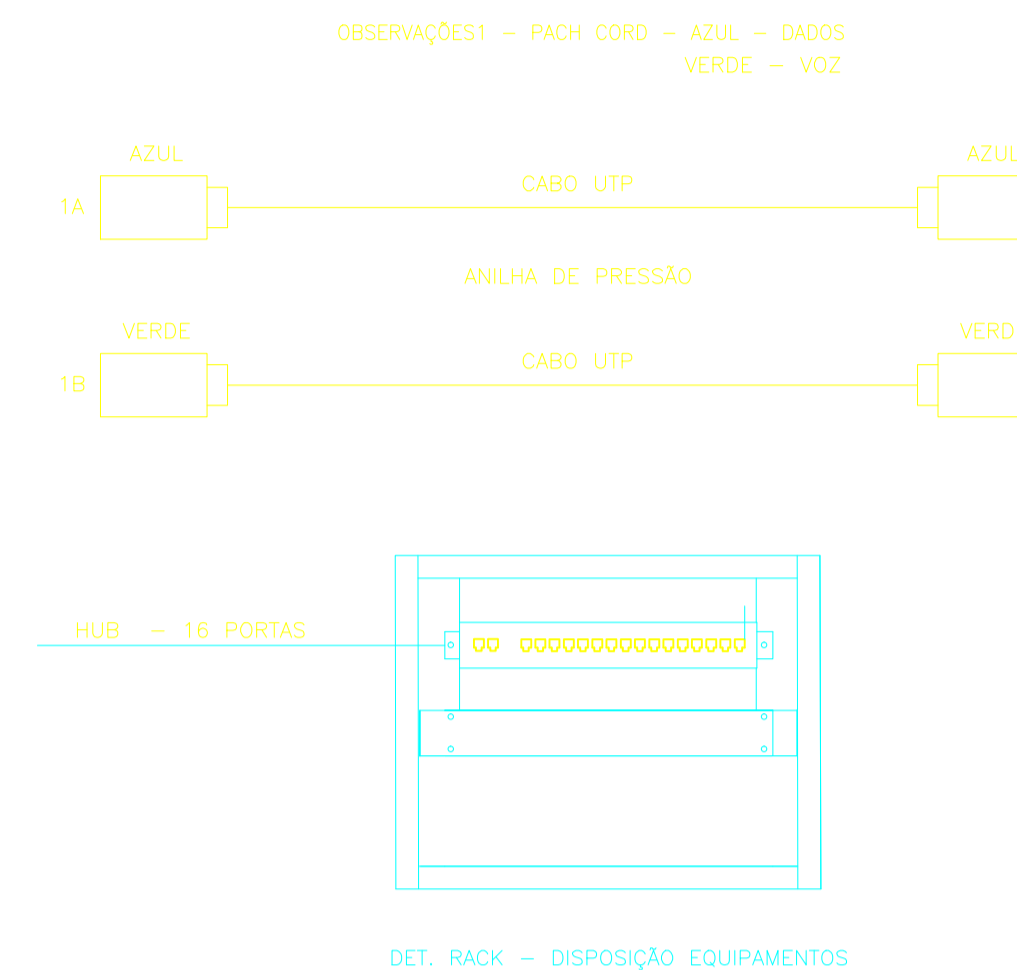 OBSERVAÇÕES1 - PACH CORD - AZUL - DADOS
VERDE - VOZ
AZUL
AZUL
1A
CABO UTP
ANILHA DE PRESSÃO
VERDE
VERD
1B
CABO UTP
HUB - 16 PORTAS
DET. RACK - DISPOSIÇÃO EQUIPAMENTOS